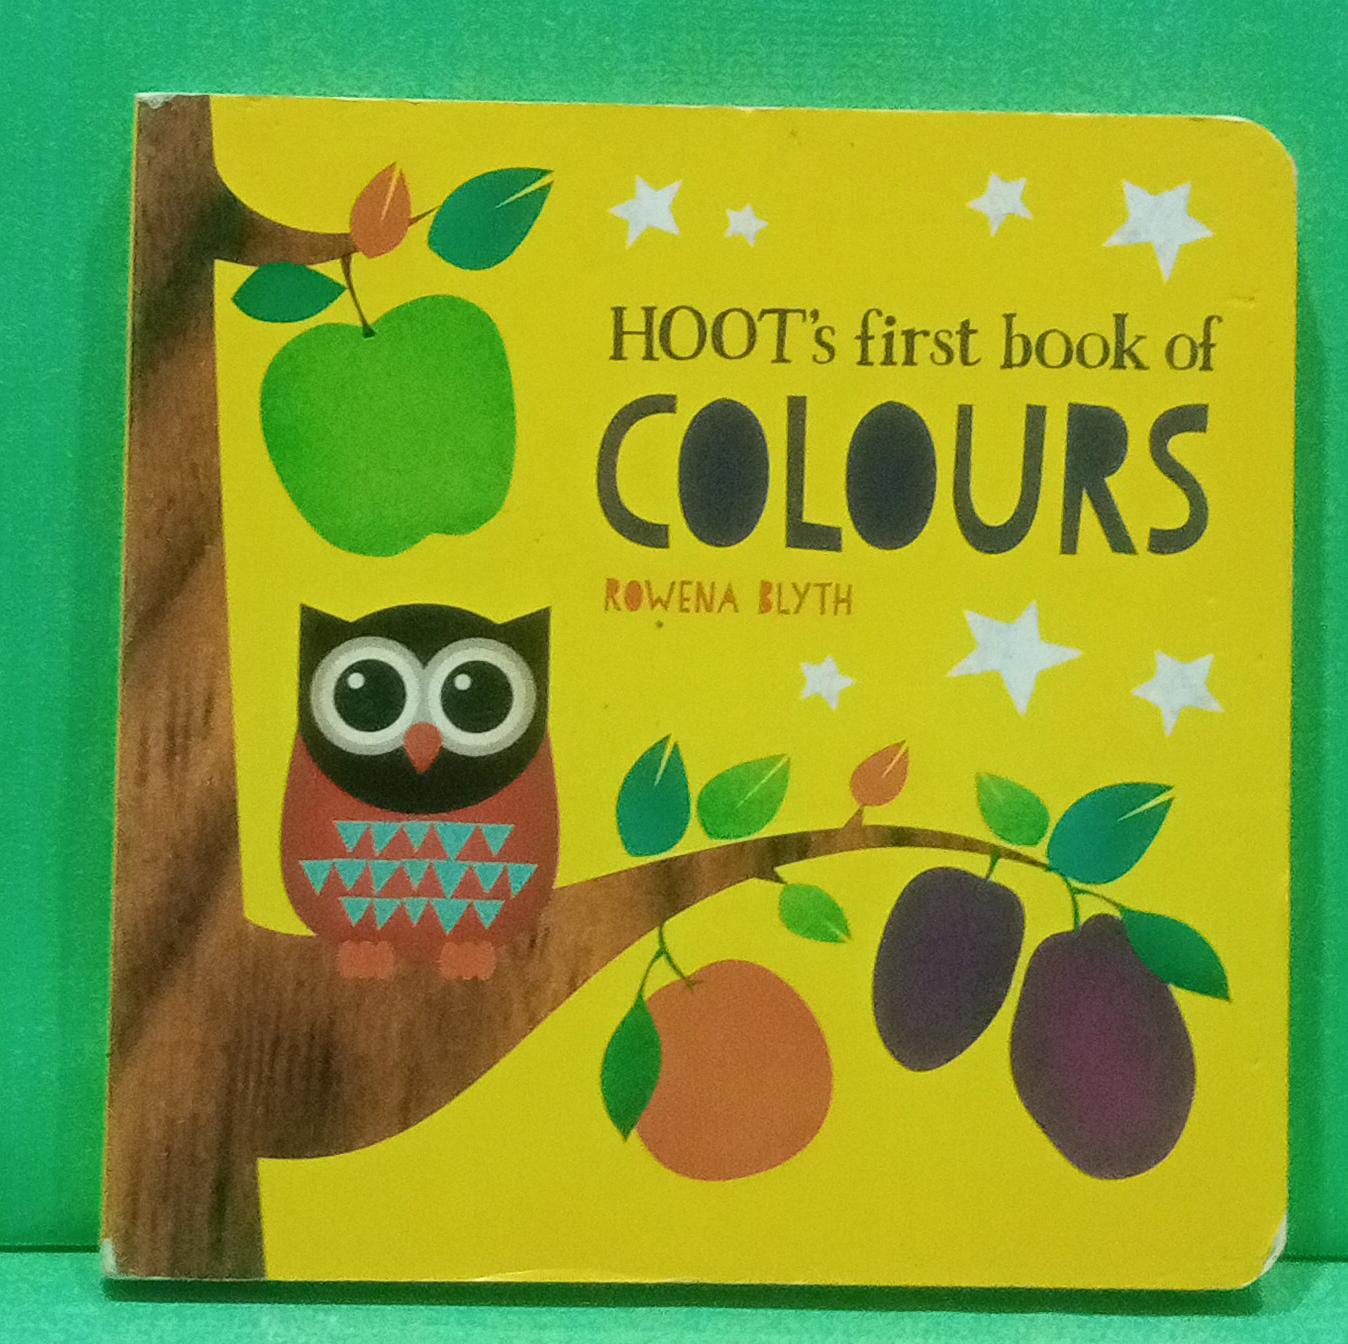 HOOT's first book of
COLOURS
ROWENA BLYTH